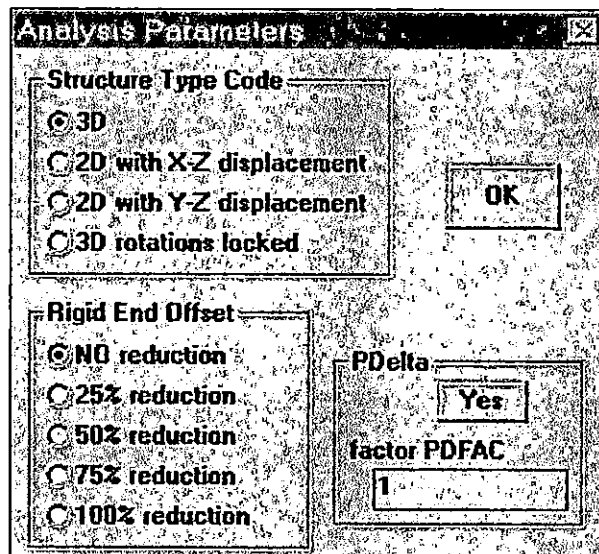 Analysis Parameters
Structure Type Code
3D
2D with X-Z displacement
2D with Y-Z displacement
3D rotations locked
OK
Rigid End Offset
NO reduction
25% reduction
50% reduction
75% reduction
100% reduction
PDelta
Yes
factor PDFAC
1